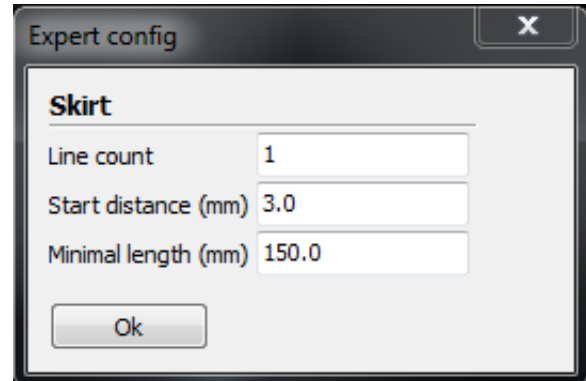 Expert config
Skirt
Line count 1
Start distance (mm) 3.0
Minimal length (mm) 150.0
Ok